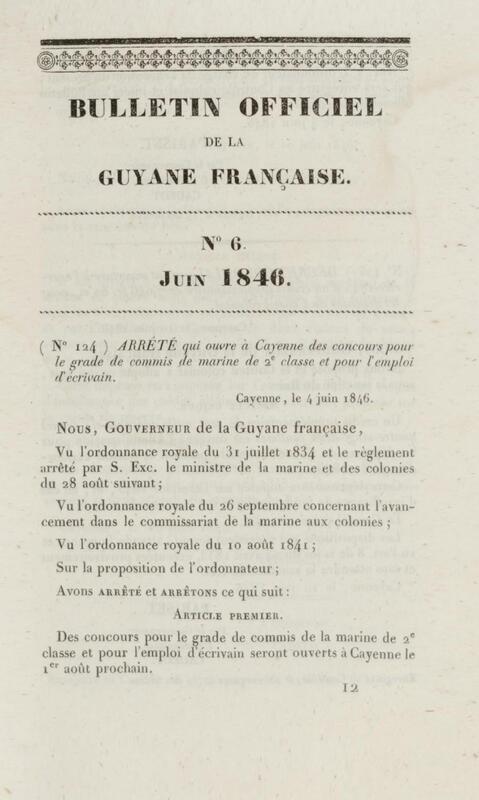 BULLETIN OFFICIEL
DE LA
GUYANE FRANÇAISE.
N° 6.
JUIN 1846.
( N° 124 ) ARRÊTÉ qui ouvre à Cayenne des concours pour
le grade de commis de marine de 2e classe et pour l'emploi
d'écrivain.
Cayenne, le 4 juin 1846.
NOUS, GOUVERNEUR de la Guyane française,
Vu l'ordonnance royale du 31 juillet 1834 et le règlement
arrêté par S. Exc. le ministre de la marine et des colonies
du 28 août suivant ;
Vu l'ordonnance royale du 26 septembre concernant l'avan-
cement dans le commissariat de la marine aux colonies ;
Vu l'ordonnance royale du 10 août 1841 ;
Sur la proposition de l'ordonnateur ;
Avons ARRÊTÉ et ARRÊTONS ce qui suit :
ARTICLE PREMIER.
Des concours pour le grade de commis de la marine de 2e
classe et pour l'emploi d'écrivain seront ouverts à Cayenne le
1er août prochain.
12